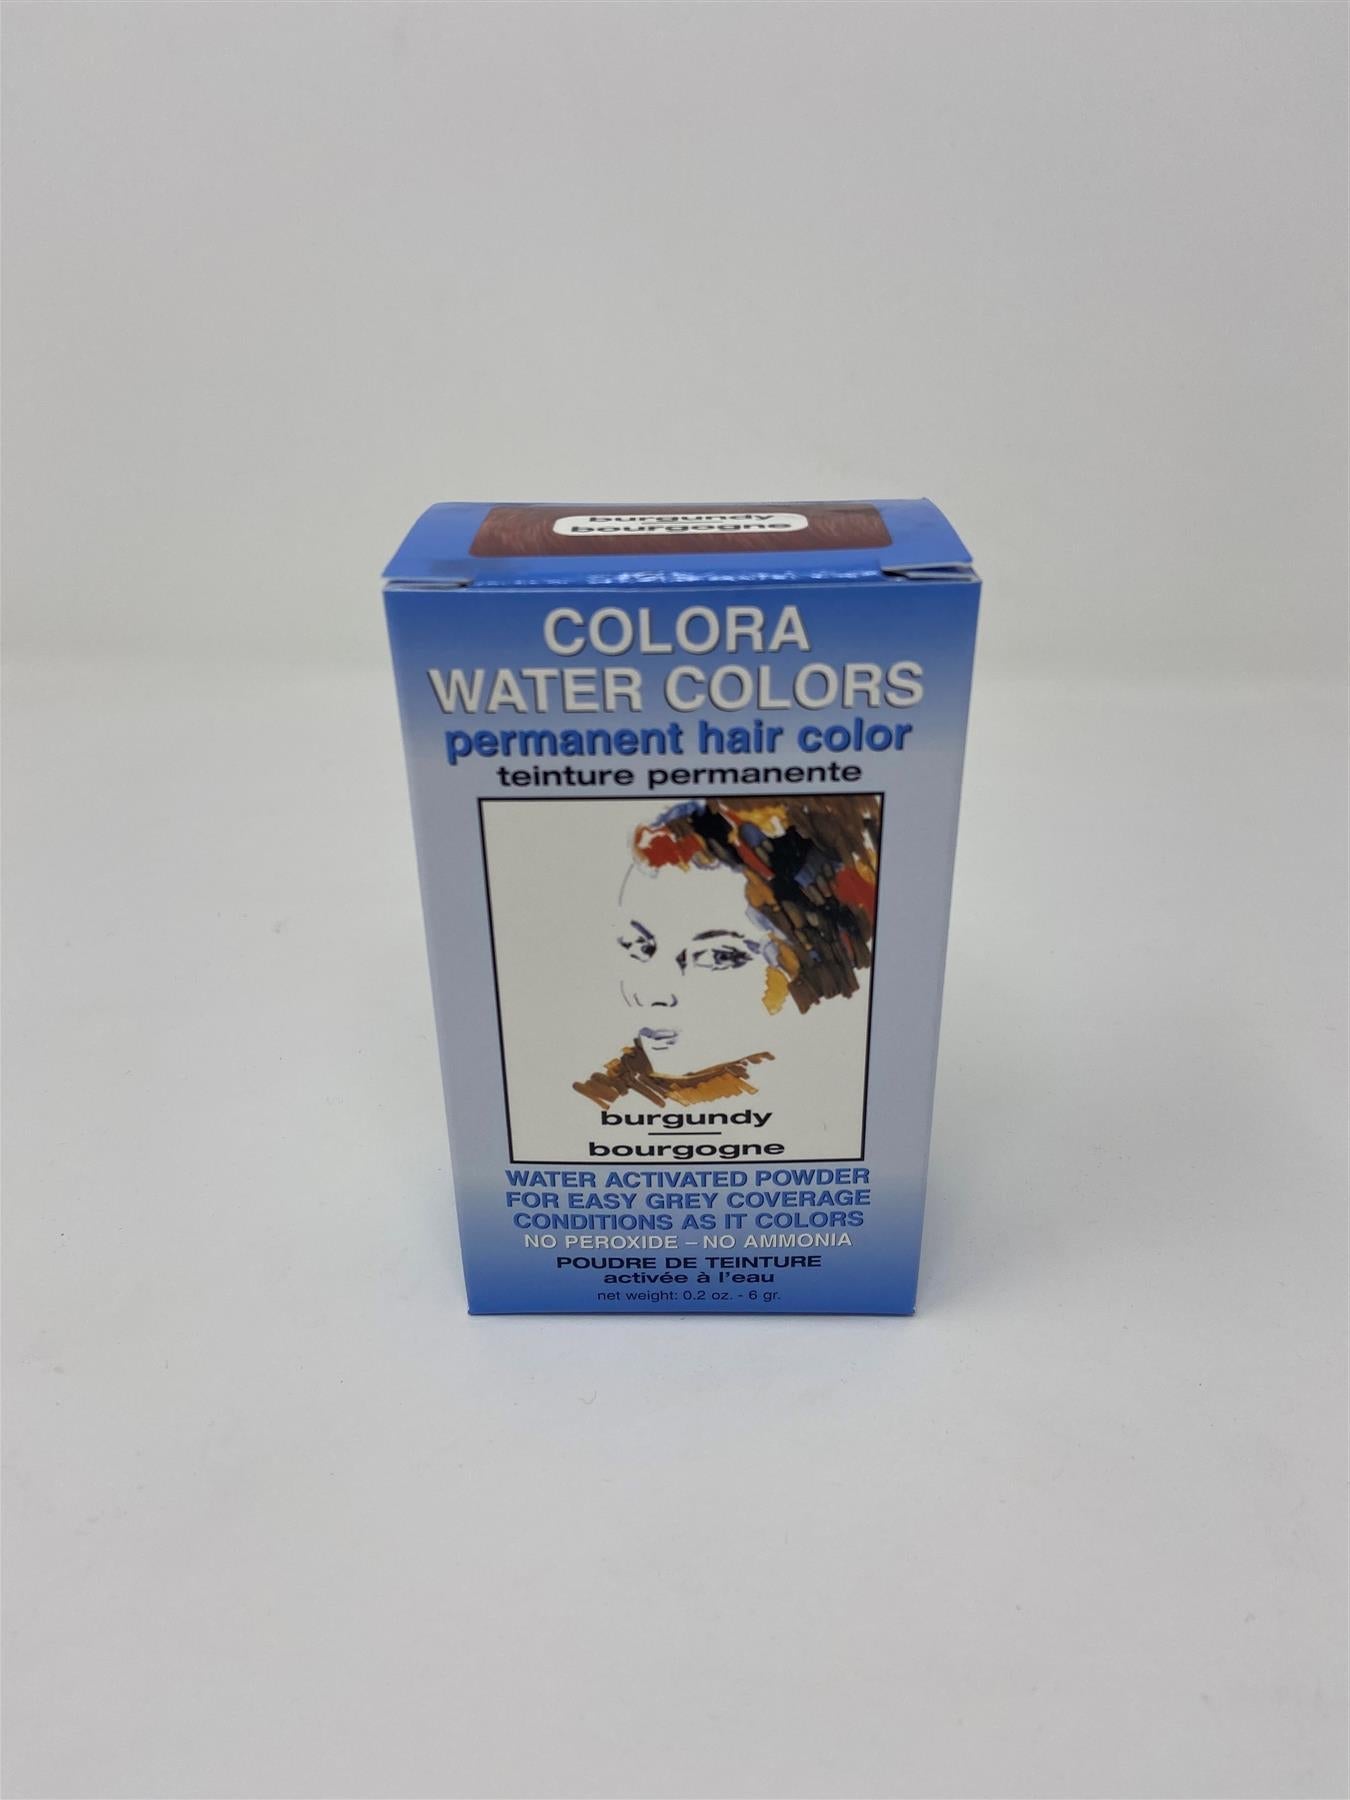 burgundy
bourgogne
COLORA
WATER COLORS
permanent hair color
teinture permanente
burgundy
bourgogne
WATER ACTIVATED POWDER
FOR EASY GREY COVERAGE
CONDITIONS AS IT COLORS
NO PEROXIDE – NO AMMONIA
POUDRE DE TEINTURE
activée à l'eau
net weight: 0.2 oz. - 6 gr.